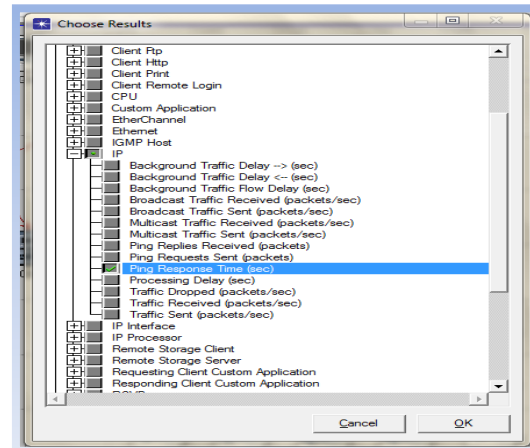 Choose Results
Client Ftp
Client Http
Client Print
Client Remote Login
CPU
Custom Application
EtherChannel
Ethernet
IGMP Host
IP
Background Traffic Delay --> (sec)
Background Traffic Delay <-- (sec)
Background Traffic Flow Delay (sec)
Broadcast Traffic Received (packets/sec)
Broadcast Traffic Sent (packets/sec)
Multicast Traffic Received (packets/sec)
Multicast Traffic Sent (packets/sec)
Ping Replies Received (packets)
Ping Requests Sent (packets)
Ping Response Time (sec)
Processing Delay (sec)
Traffic Dropped (packets/sec)
Traffic Received (packets/sec)
Traffic Sent (packets/sec)
IP Interface
IP Processor
Remote Storage Client
Remote Storage Server
Requesting Client Custom Application
Responding Client Custom Application
Cancel OK